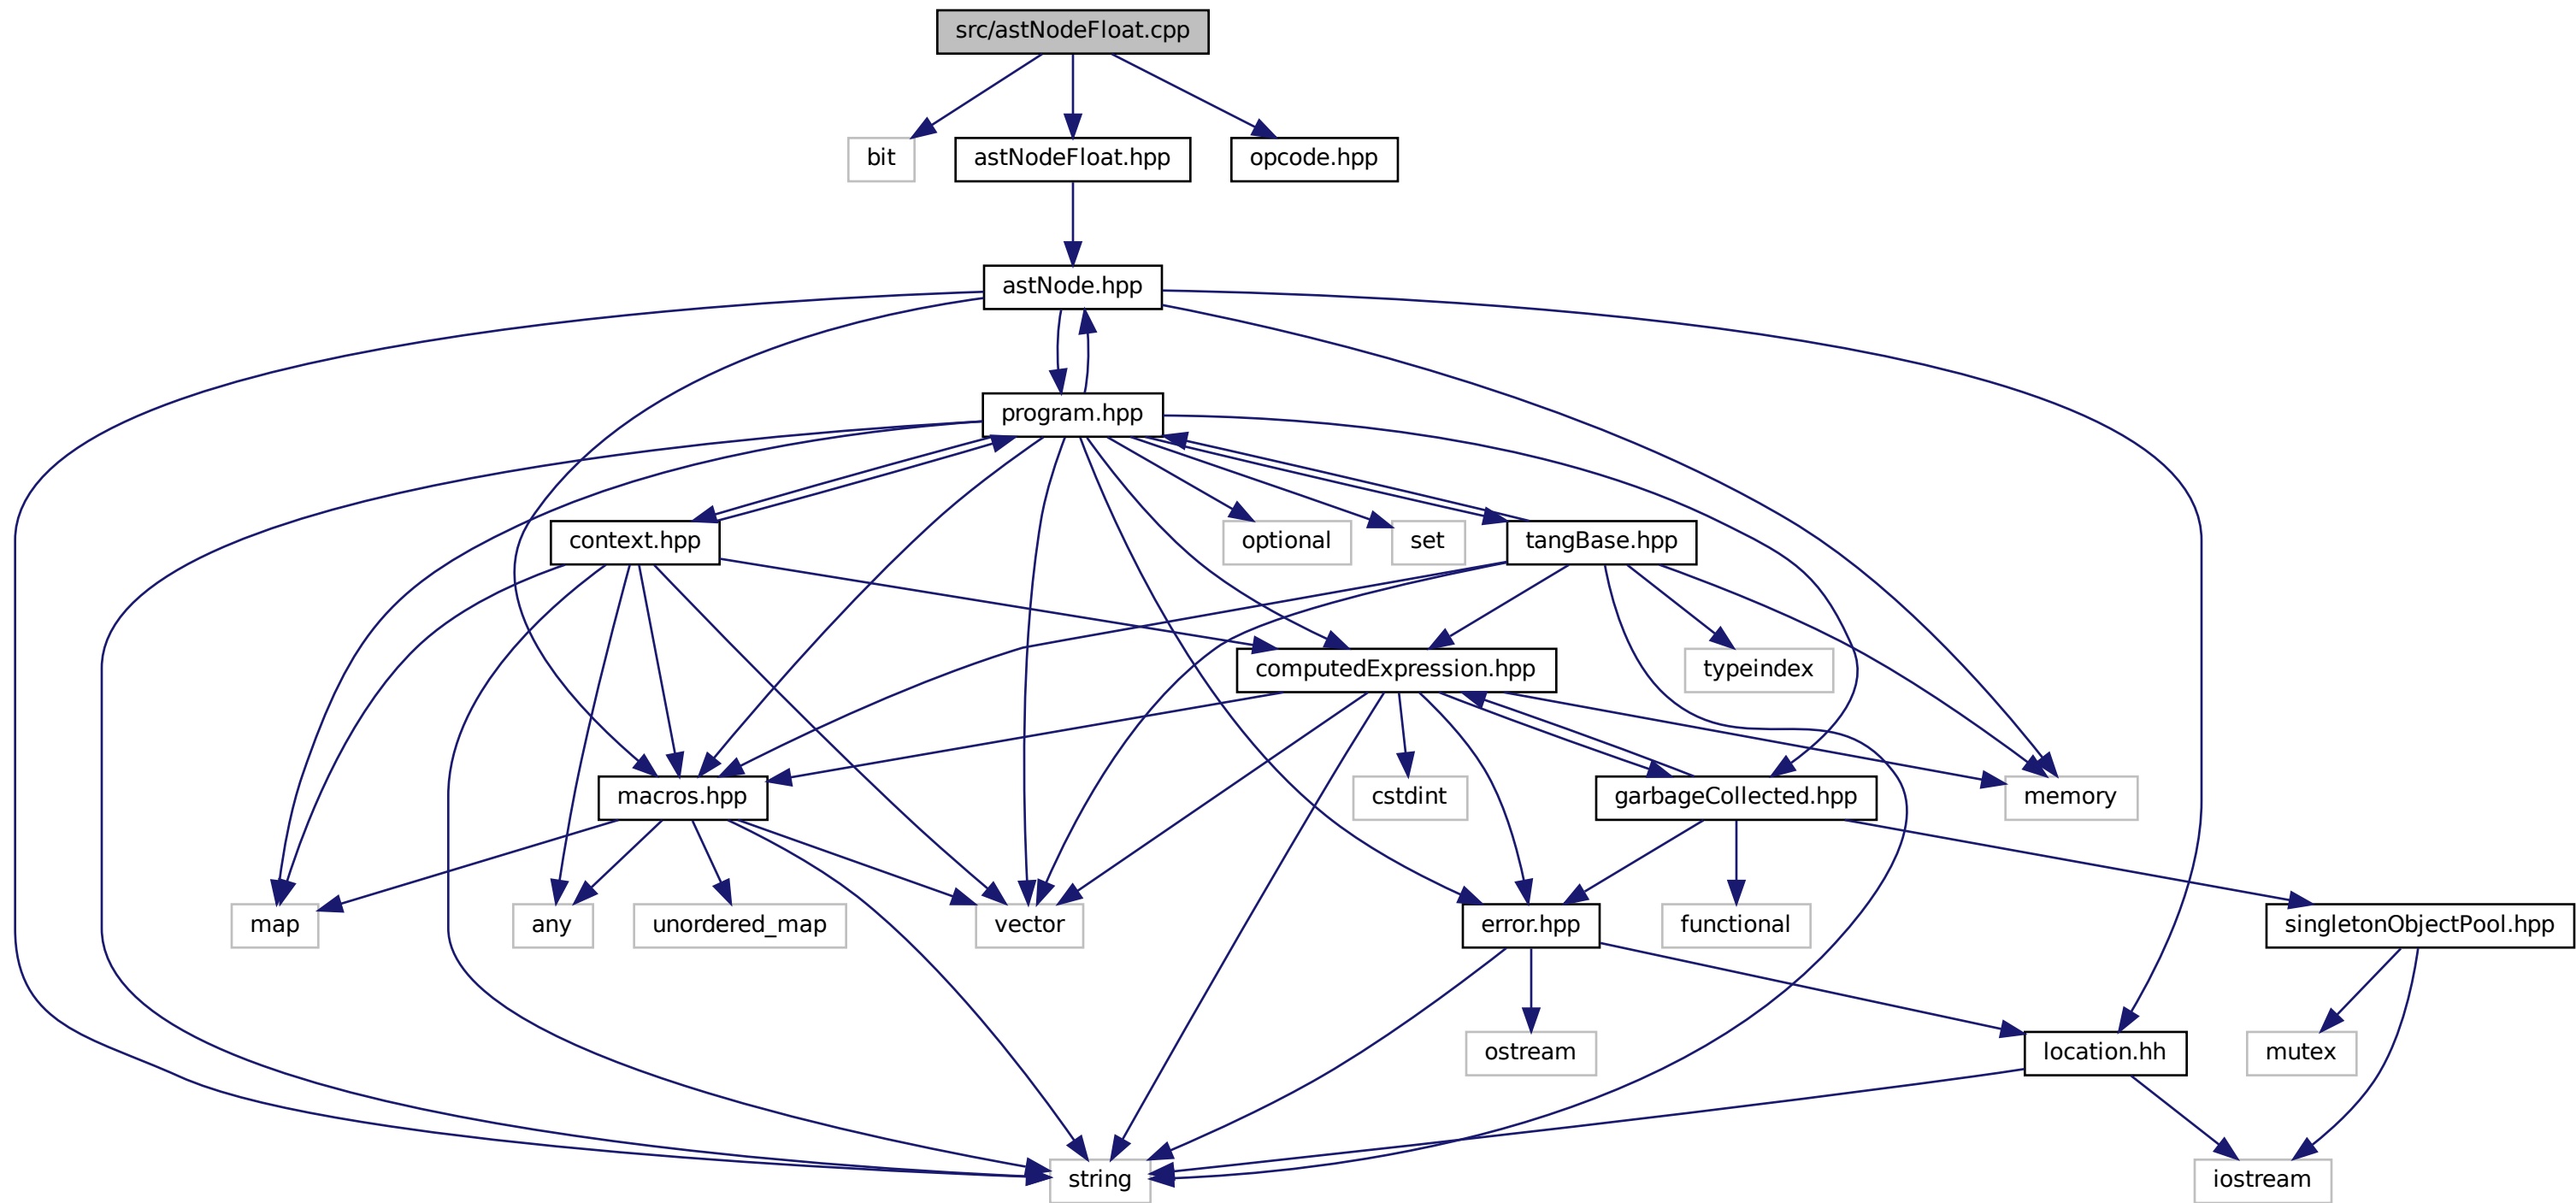 src/astNodeFloat.cpp
bit
astNodeFloat.hpp
opcode.hpp
astNode.hpp
program.hpp
context.hpp
optional
set
tangBase.hpp
computedExpression.hpp
typeindex
macros.hpp
cstdint
garbageCollected.hpp
memory
map
any
unordered_map
vector
error.hpp
functional
singletonObjectPool.hpp
ostream
location.hh
mutex
string
iostream